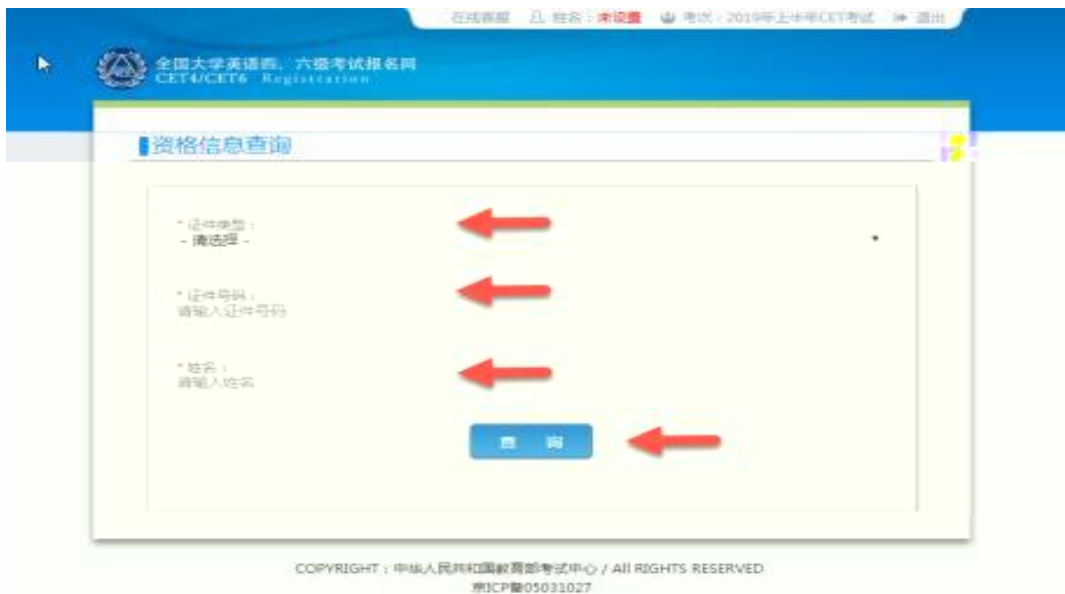 在线客服 姓名：未设置 考次：2019年上半年CET考试 退出
全国大学英语四、六级考试报名网
CET4/CET6 Registration
资格信息查询
* 证件类型：
- 请选择 -
* 证件号码：
请输入证件号码
* 姓名：
请输入姓名
查 询
COPYRIGHT：中华人民共和国教育部考试中心 / All RIGHTS RESERVED
京ICP备05031027